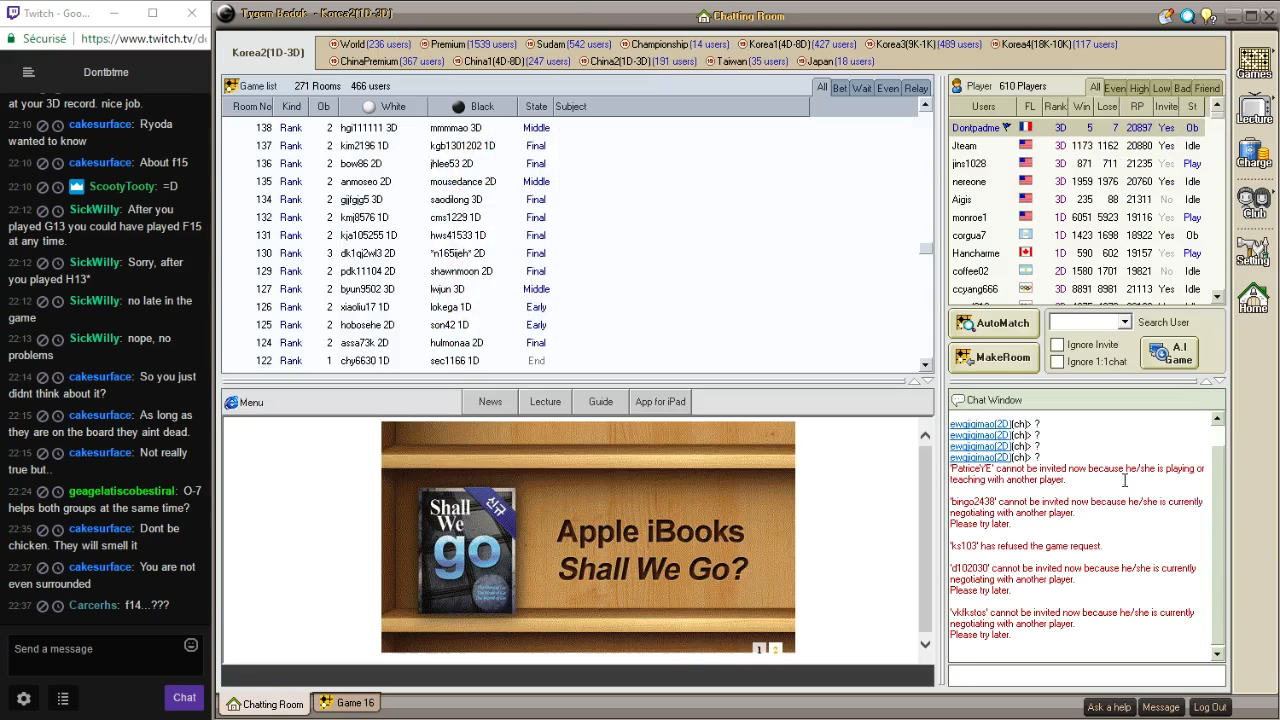 Twitch - Goo...
Sécurisé
https://www.twitch.tv/d
Dontbtme
at your 3D record. nice job.
22:10 cakesurface: Ryoda
wanted to know
22:10 cakesurface: About f15
22:10 ScootyTooty: =D
22:12 SickWilly: After you
played G13 you could have played F15
at any time.
22:12 SickWilly: Sorry, after
you played H13*
22:12 SickWilly: no late in the
game
22:13 SickWilly: nope, no
problems
22:14 cakesurface: So you just
didnt think about it?
22:15 cakesurface: As long as
they are on the board they aint dead.
22:15 cakesurface: Not really
true but..
22:24 geagelatiscobestiral: O-7
helps both groups at the same time?
22:35 cakesurface: Dont be
chicken. They will smell it
22:37 cakesurface: You are not
even surrounded
22:37 Carcerhs: f14...???
Send a message
Chat
Tygem Baduk - Korea2(1D-3D)
Chatting Room
Korea2(1D-3D)
World(236 users) Premium(1539 users) Sudam(542 users) Championship(14 users) Korea1(4D-8D)(427 users) Korea3(9K-1K)(489 users) Korea4(18K-10K)(117 users)
ChinaPremium(367 users) China1(4D-8D)(247 users) China2(1D-3D)(191 users) Taiwan(35 users) Japan(18 users)
Game list 271 Rooms 466 users All Bet Wait Even Relay
Room No Kind Ob White Black State Subject
138 Rank 2 hgi111111 3D mmmmao 3D Middle
137 Rank 2 kim2196 1D kgb1301202 1D Final
136 Rank 2 bow86 2D jhlee53 2D Final
135 Rank 2 anmoseo 2D mousedance 2D Middle
134 Rank 2 gjjfgjg5 3D saodilong 3D Final
132 Rank 2 kmj8576 1D cms1229 1D Final
131 Rank 2 kja105255 1D hws41533 1D Final
130 Rank 3 dk1qj2wl3 2D *n165ijeh* 2D Final
129 Rank 2 pdk11104 2D shawnmoon 2D Final
127 Rank 2 byun9502 3D lwjun 3D Middle
126 Rank 2 xiaoliu17 1D lokega 1D Early
125 Rank 2 hobosehe 2D son42 1D Early
124 Rank 2 assa73k 2D hulmonaa 2D Final
122 Rank 1 chy6630 1D sec1166 1D End
Player 610 Players All Even High Low Bad Friend
Users FL Rank Win Lose RP Invite St
Dontpadme 3D 5 7 20897 Yes Ob
Jteam 3D 1173 1162 20880 Yes Idle
jins1028 3D 871 711 21235 Yes Play
nereone 3D 1959 1976 20760 Yes Idle
Aigis 3D 235 88 21311 No Idle
monroe1 1D 6051 5923 19116 Yes Play
corgua7 2D 1423 1698 18922 Yes Ob
Hancharme 1D 590 602 19157 Yes Play
coffee02 2D 1580 1701 19821 No Idle
ccyang666 3D 8898 8981 21113 Yes Idle
AutoMatch
Search User
MakeRoom
Ignore Invite
Ignore 1:1chat
A.I
Game
Menu
News
Lecture
Guide
App for iPad
Shall
We
go
신규
Apple iBooks
Shall We Go?
1 2
Chat Window
ewqjiqimao[2D](ch)> ?
ewqjiqimao[2D](ch)> ?
ewqjiqimao[2D](ch)> ?
ewqjiqimao[2D](ch)> ?
'PatriceYE' cannot be invited now because he/she is playing or
teaching with another player.
'bingo2438' cannot be invited now because he/she is currently
negotiating with another player.
Please try later.
'ks103' has refused the game request.
'd102030' cannot be invited now because he/she is currently
negotiating with another player.
Please try later.
'vkfkstos' cannot be invited now because he/she is currently
negotiating with another player.
Please try later.
Games
Lecture
Charge
Club
Setting
Home
Chatting Room
Game 16
Ask a help
Message
Log Out